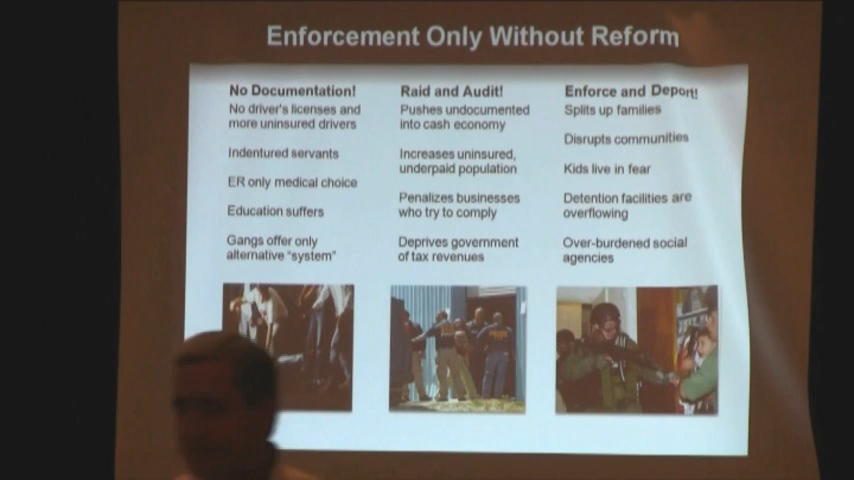 Enforcement Only Without Reform
No Documentation!
No driver's licenses and
more uninsured drivers
Indentured servants
ER only medical choice
Education suffers
Gangs offer only
alternative "system"
Raid and Audit!
Pushes undocumented
into cash economy
Increases uninsured,
underpaid population
Penalizes businesses
who try to comply
Deprives government
of tax revenues
Enforce and Deport!
Splits up families
Disrupts communities
Kids live in fear
Detention facilities are
overflowing
Over-burdened social
agencies